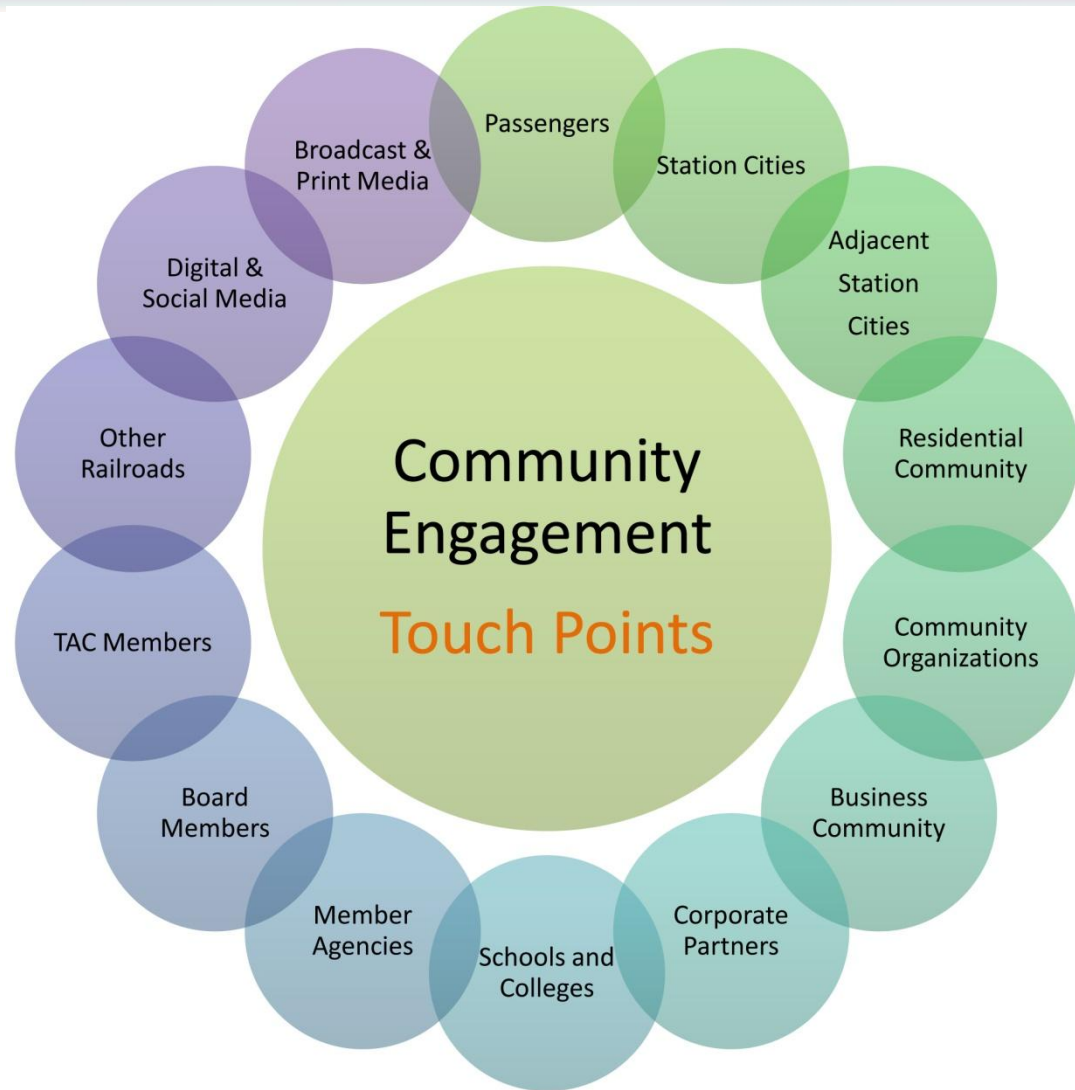 Community
Engagement
Touch Points
Passengers
Station Cities
Adjacent
Station
Cities
Residential
Community
Community
Organizations
Business
Community
Corporate
Partners
Schools and
Colleges
Member
Agencies
Board
Members
TAC Members
Other
Railroads
Digital &
Social Media
Broadcast &
Print Media